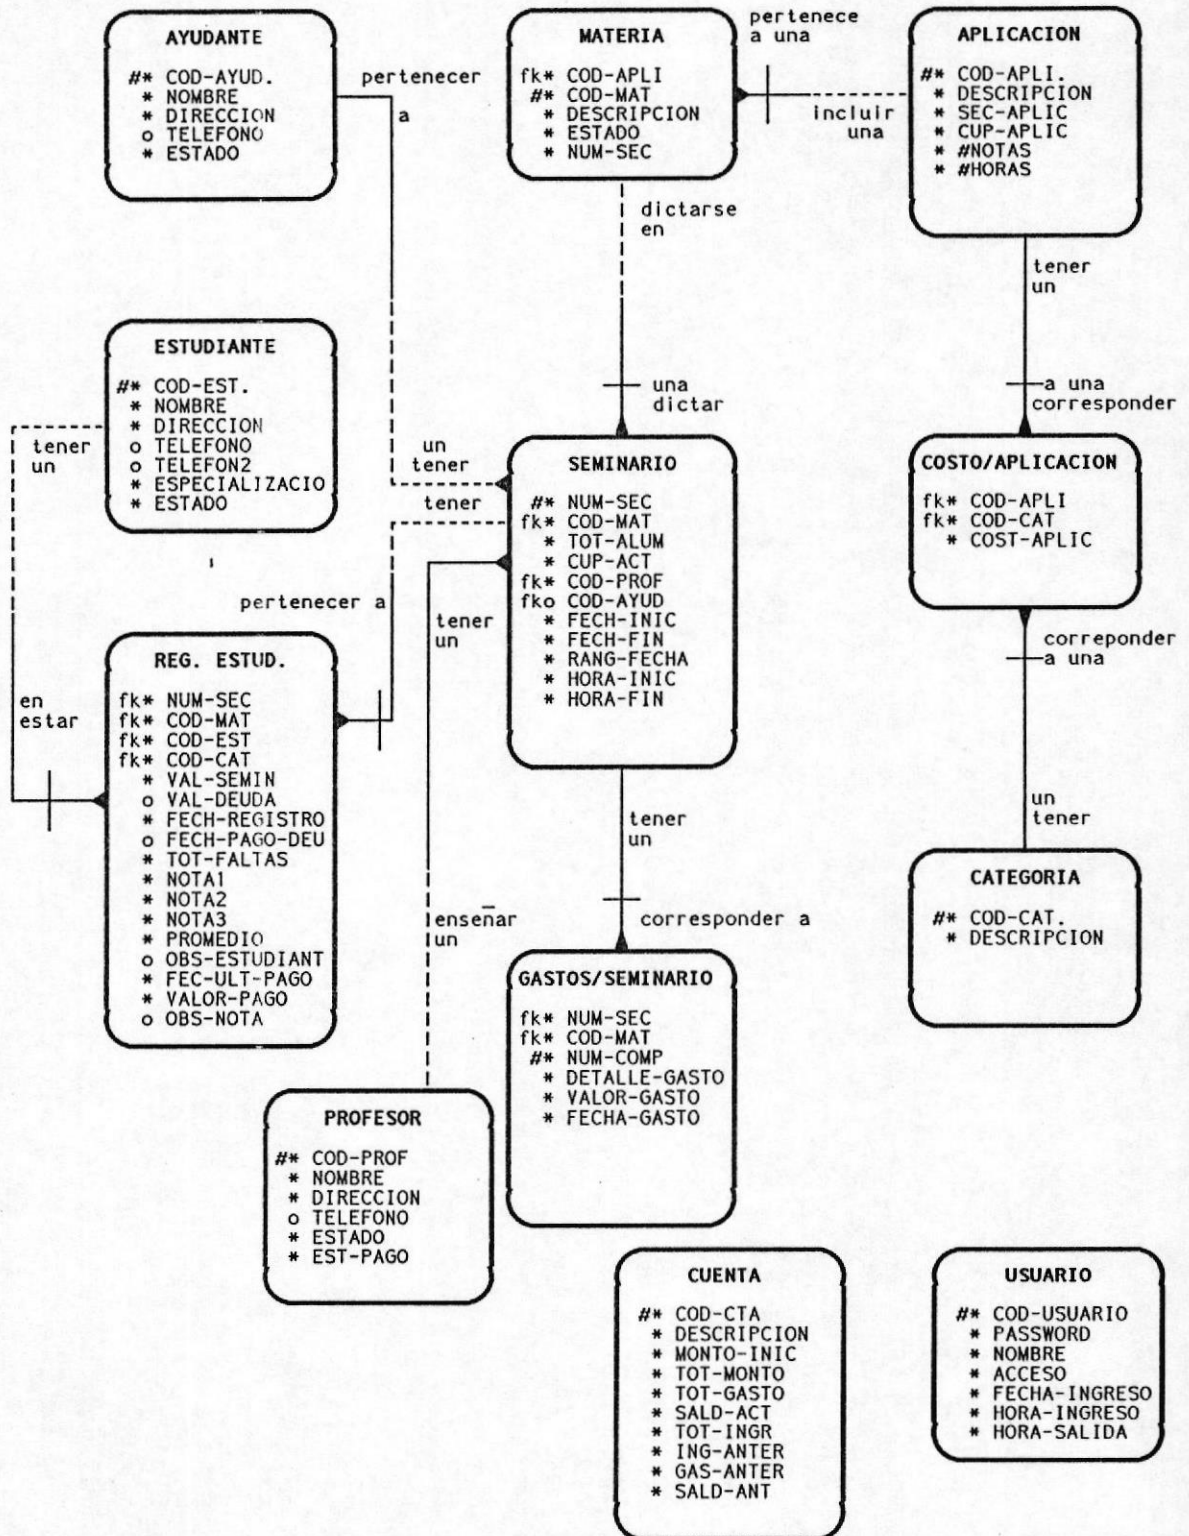 AYUDANTE
#* COD-AYUD.
* NOMBRE
* DIRECCION
o TELEFONO
* ESTADO
pertenecer
a
MATERIA
fk* COD-APLI
#* COD-MAT
* DESCRIPCION
* ESTADO
* NUM-SEC
pertenece
a una
incluir
una
APLICACION
#* COD-APLI.
* DESCRIPCION
* SEC-APLIC
* CUP-APLIC
* #NOTAS
* #HORAS
dictarse
en
tener
un
una
dictar
a una
corresponder
ESTUDIANTE
#* COD-EST.
* NOMBRE
* DIRECCION
o TELEFONO
o TELEFON2
* ESPECIALIZACIO
* ESTADO
tener
un
un
tener
tener
SEMINARIO
#* NUM-SEC
fk* COD-MAT
* TOT-ALUM
* CUP-ACT
fk* COD-PROF
fko COD-AYUD
* FECH-INIC
* FECH-FIN
* RANG-FECHA
* HORA-INIC
* HORA-FIN
COSTO/APLICACION
fk* COD-APLI
fk* COD-CAT
* COST-APLIC
pertenecer a
tener
un
correponder
a una
REG. ESTUD.
fk* NUM-SEC
fk* COD-MAT
fk* COD-EST
fk* COD-CAT
* VAL-SEMIN
o VAL-DEUDA
* FECH-REGISTRO
o FECH-PAGO-DEU
* TOT-FALTAS
* NOTA1
* NOTA2
* NOTA3
* PROMEDIO
o OBS-ESTUDIANT
* FEC-ULT-PAGO
* VALOR-PAGO
o OBS-NOTA
en
estar
tener
un
un
tener
enseñar
un
corresponder a
CATEGORIA
#* COD-CAT.
* DESCRIPCION
GASTOS/SEMINARIO
fk* NUM-SEC
fk* COD-MAT
#* NUM-COMP
* DETALLE-GASTO
* VALOR-GASTO
* FECHA-GASTO
PROFESOR
#* COD-PROF
* NOMBRE
* DIRECCION
o TELEFONO
* ESTADO
* EST-PAGO
CUENTA
#* COD-CTA
* DESCRIPCION
* MONTO-INIC
* TOT-MONTO
* TOT-GASTO
* SALD-ACT
* TOT-INGR
* ING-ANTER
* GAS-ANTER
* SALD-ANT
USUARIO
#* COD-USUARIO
* PASSWORD
* NOMBRE
* ACCESO
* FECHA-INGRESO
* HORA-INGRESO
* HORA-SALIDA